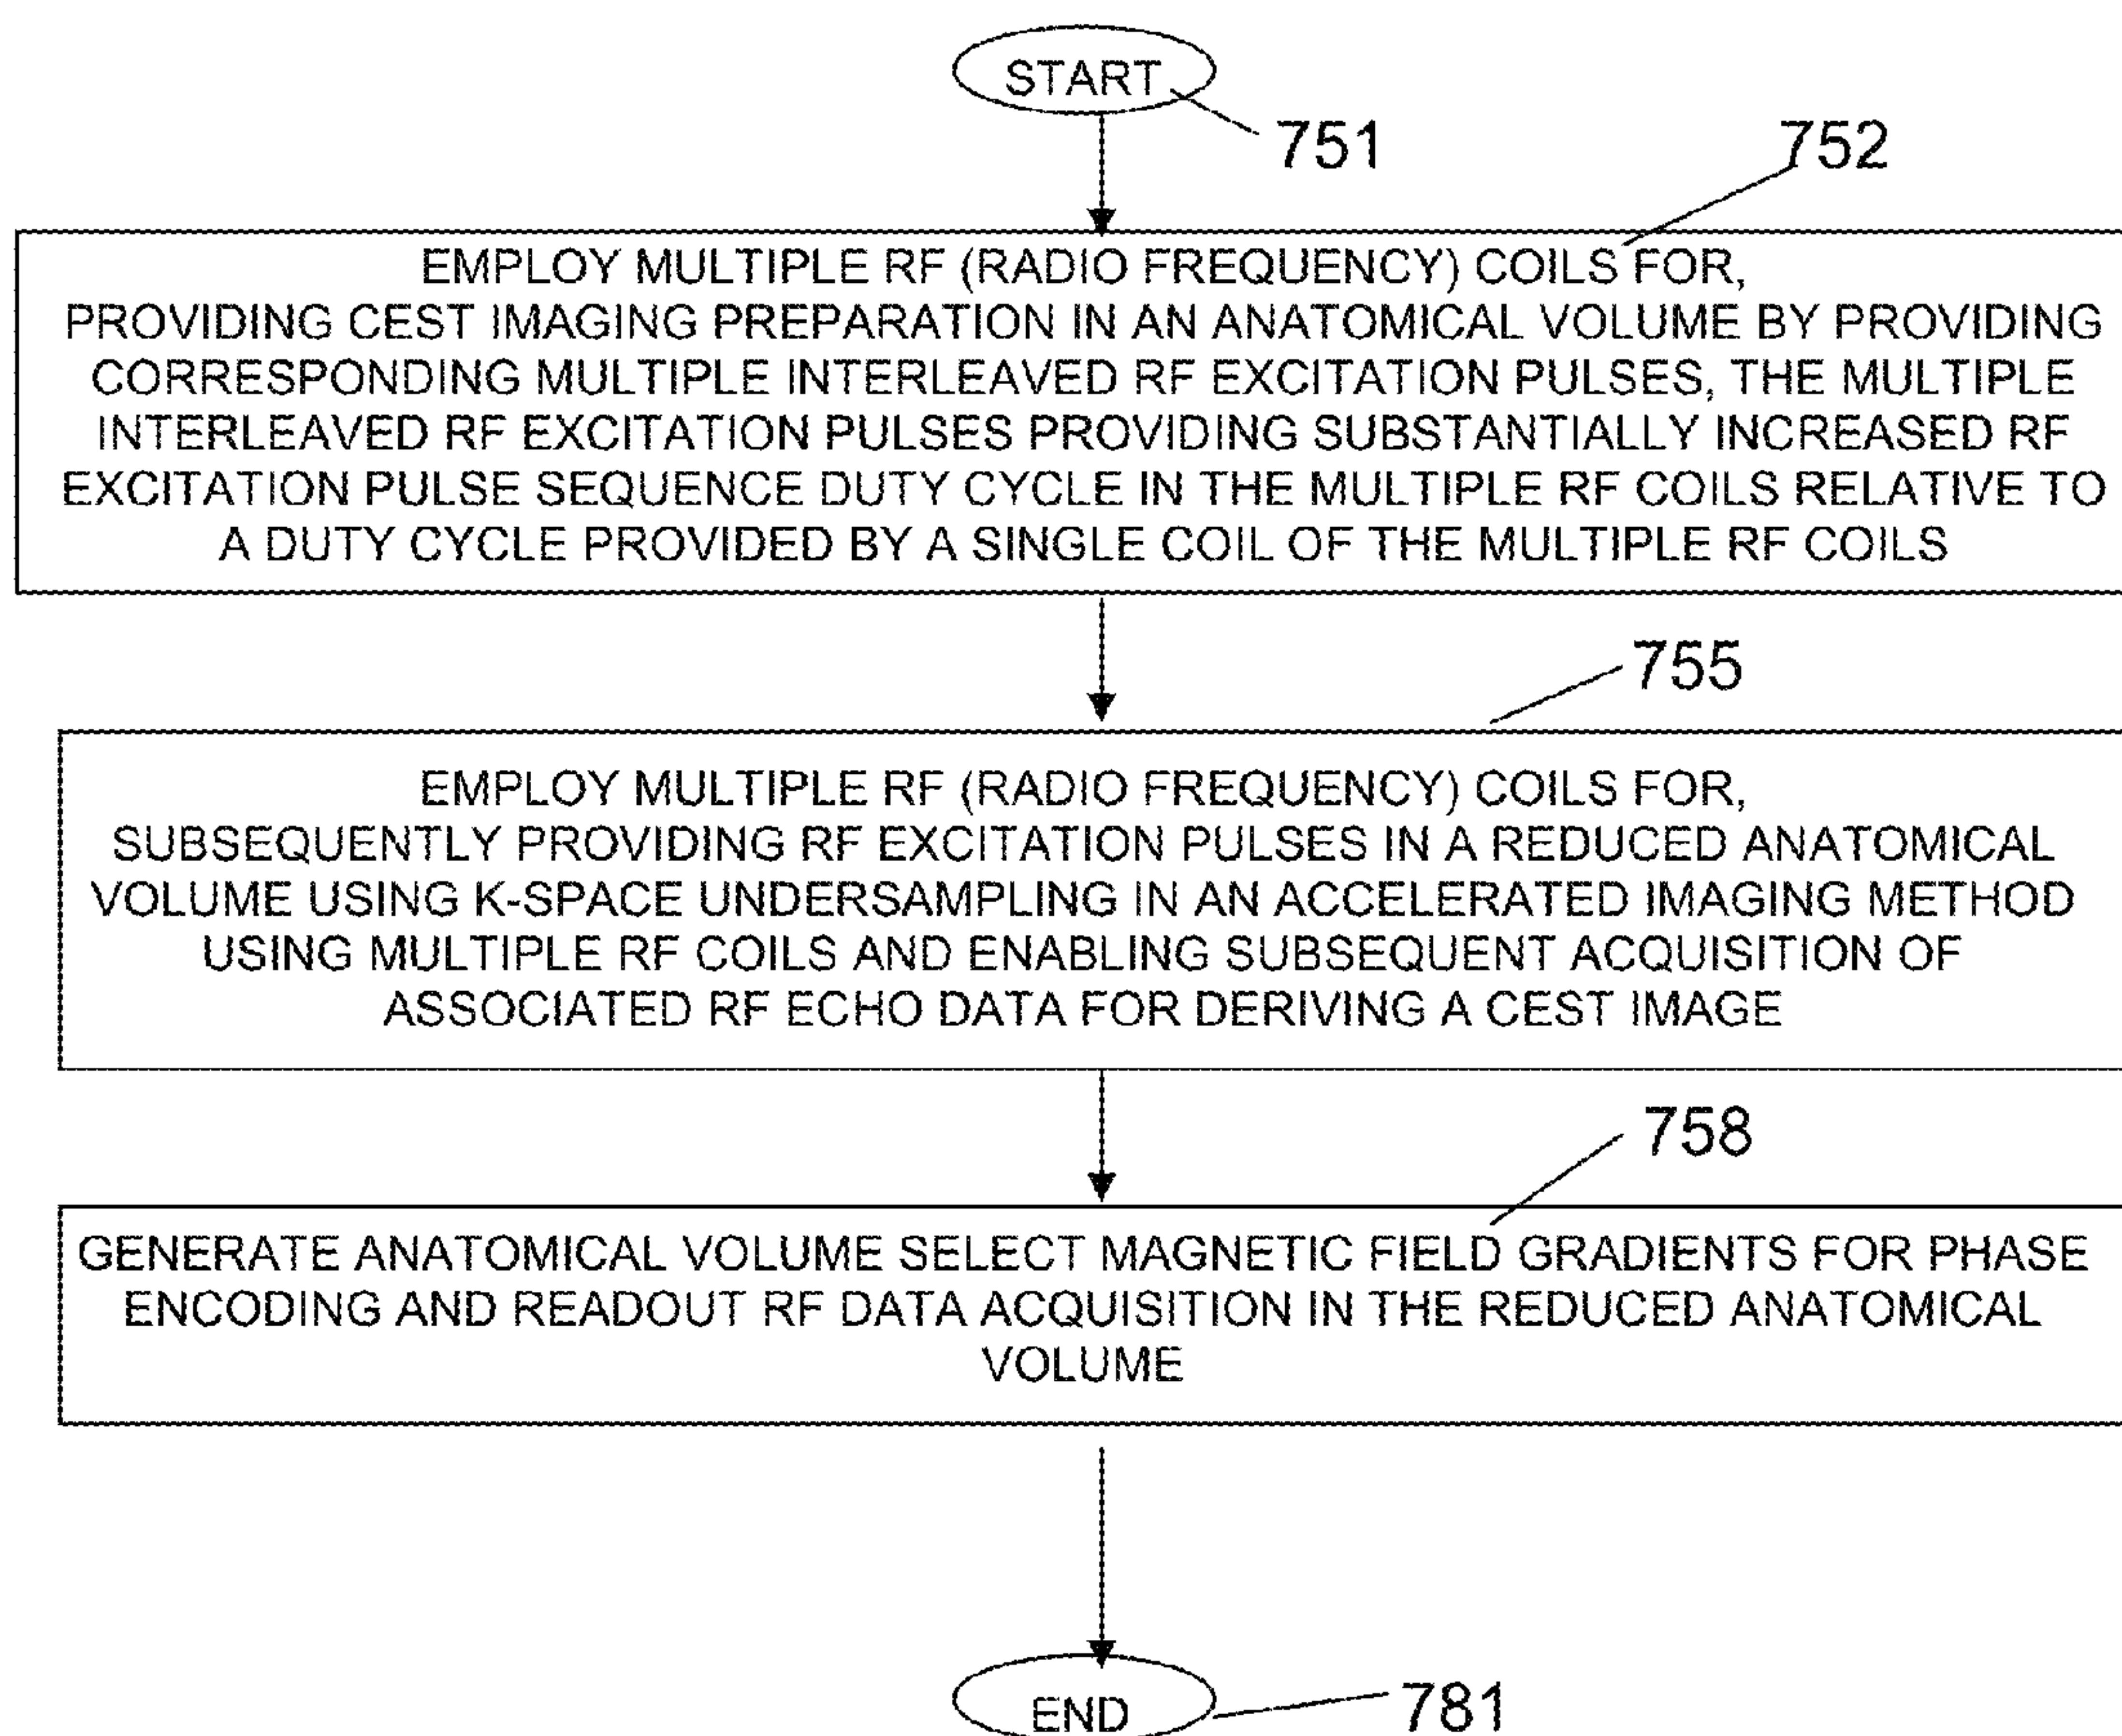 START
751
752
EMPLOY MULTIPLE RF (RADIO FREQUENCY) COILS FOR,
PROVIDING CEST IMAGING PREPARATION IN AN ANATOMICAL VOLUME BY PROVIDING
CORRESPONDING MULTIPLE INTERLEAVED RF EXCITATION PULSES, THE MULTIPLE
INTERLEAVED RF EXCITATION PULSES PROVIDING SUBSTANTIALLY INCREASED RF
EXCITATION PULSE SEQUENCE DUTY CYCLE IN THE MULTIPLE RF COILS RELATIVE TO
A DUTY CYCLE PROVIDED BY A SINGLE COIL OF THE MULTIPLE RF COILS
755
EMPLOY MULTIPLE RF (RADIO FREQUENCY) COILS FOR,
SUBSEQUENTLY PROVIDING RF EXCITATION PULSES IN A REDUCED ANATOMICAL
VOLUME USING K-SPACE UNDERSAMPLING IN AN ACCELERATED IMAGING METHOD
USING MULTIPLE RF COILS AND ENABLING SUBSEQUENT ACQUISITION OF
ASSOCIATED RF ECHO DATA FOR DERIVING A CEST IMAGE
758
GENERATE ANATOMICAL VOLUME SELECT MAGNETIC FIELD GRADIENTS FOR PHASE
ENCODING AND READOUT RF DATA ACQUISITION IN THE REDUCED ANATOMICAL
VOLUME
END
781